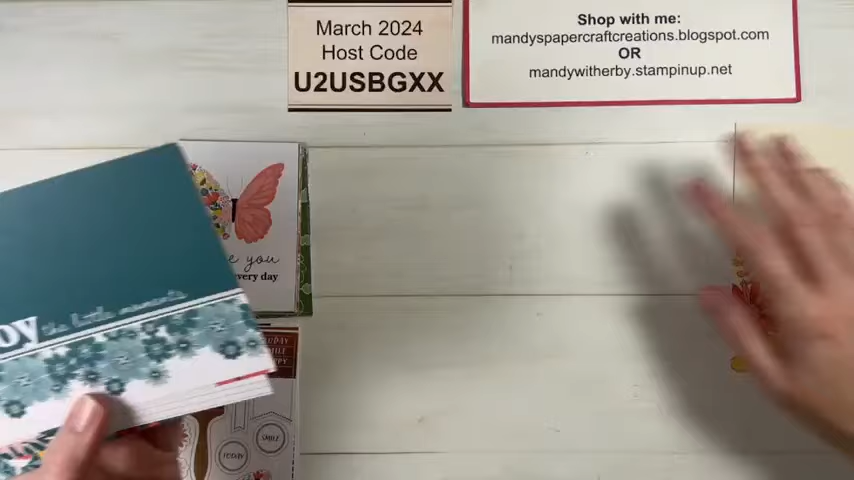 March 2024
Host Code
U2USBGXX
Shop with me:
mandyspapercraftcreations.blogspot.com
OR
mandywitherby.stampinup.net
you
every day
the little moments
TODAY
SMILE